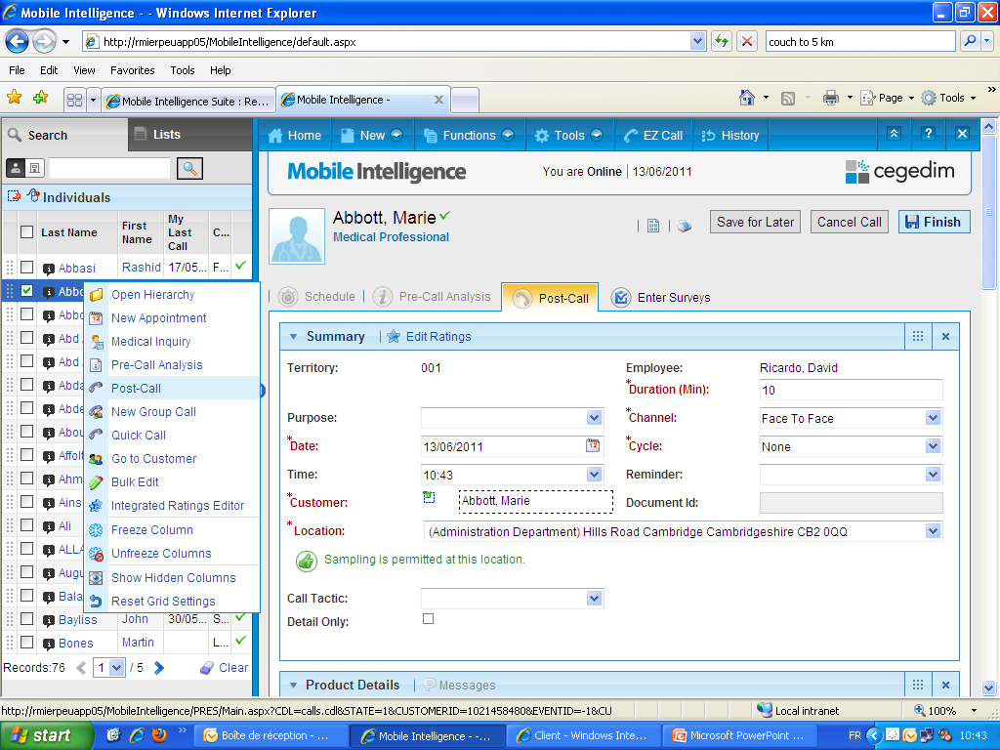 Mobile Intelligence - - Windows Internet Explorer
http://rmierpeuapp05/MobileIntelligence/default.aspx
couch to 5 km
File Edit View Favorites Tools Help
Mobile Intelligence Suite : Re...
Mobile Intelligence -
Page Tools
Search Lists
Home New Functions Tools EZ Call History
Mobile Intelligence
You are Online 13/06/2011
cegedim
Individuals
Last Name First Name My Last Call C...
Abbasi Rashid 17/05... F...
Abbo
Abbo
Abd
Abd
Abda
Abde
Abou
Affolt
Ahm
Ains
Ali
ALLA
Augu
Bala
Bayliss John 30/05... S...
Bones Martin L...
Records:76 1 / 5 Clear
Open Hierarchy
New Appointment
Medical Inquiry
Pre-Call Analysis
Post-Call
New Group Call
Quick Call
Go to Customer
Bulk Edit
Integrated Ratings Editor
Freeze Column
Unfreeze Columns
Show Hidden Columns
Reset Grid Settings
Abbott, Marie
Medical Professional
Save for Later Cancel Call Finish
Schedule Pre-Call Analysis Post-Call Enter Surveys
Summary Edit Ratings
Territory: 001 Employee: Ricardo, David
*Duration (Min): 10
Purpose: *Channel: Face To Face
*Date: 13/06/2011 *Cycle: None
Time: 10:43 Reminder:
*Customer: Abbott, Marie Document Id:
*Location: (Administration Department) Hills Road Cambridge Cambridgeshire CB2 0QQ
Sampling is permitted at this location.
Call Tactic:
Detail Only:
Product Details Messages
http://rmierpeuapp05/MobileIntelligence/PRES/Main.aspx?CDL=calls.cdl&STATE=1&CUSTOMERID=1021458480&EVENTID=-1&CU
Local intranet 100%
start
Boîte de réception - ...
Mobile Intelligence - -...
Client - Windows Inte...
Microsoft PowerPoint ...
FR 10:43